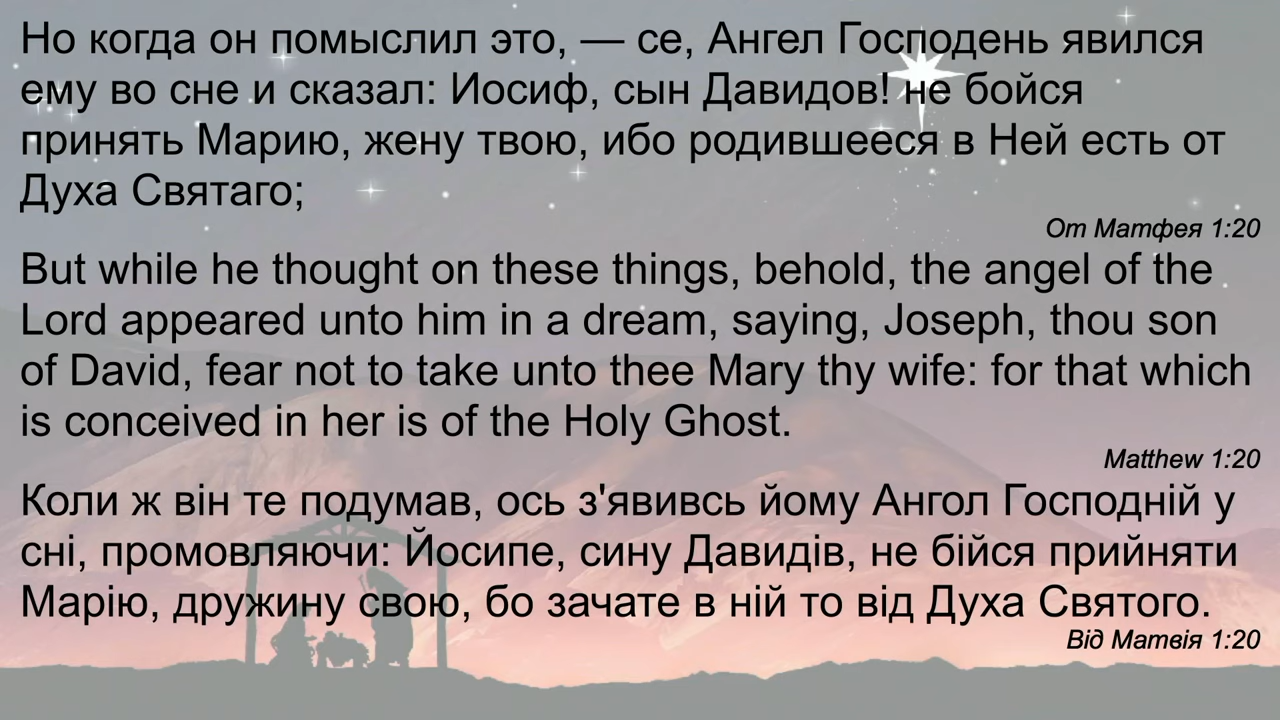 Но когда он помыслил это, — се, Ангел Господень явился
ему во сне и сказал: Иосиф, сын Давидов! не бойся
принять Марию, жену твою, ибо родившееся в Ней есть от
Духа Святаго;
От Матфея 1:20
But while he thought on these things, behold, the angel of the
Lord appeared unto him in a dream, saying, Joseph, thou son
of David, fear not to take unto thee Mary thy wife: for that which
is conceived in her is of the Holy Ghost.
Matthew 1:20
Коли ж він те подумав, ось з'явивсь йому Ангол Господній у
сні, промовляючи: Йосипе, сину Давидів, не бійся прийняти
Марію, дружину свою, бо зачате в ній то від Духа Святого.
Від Матвія 1:20